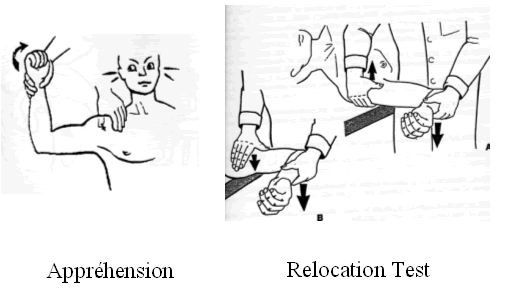 A
B
Appréhension
Relocation Test